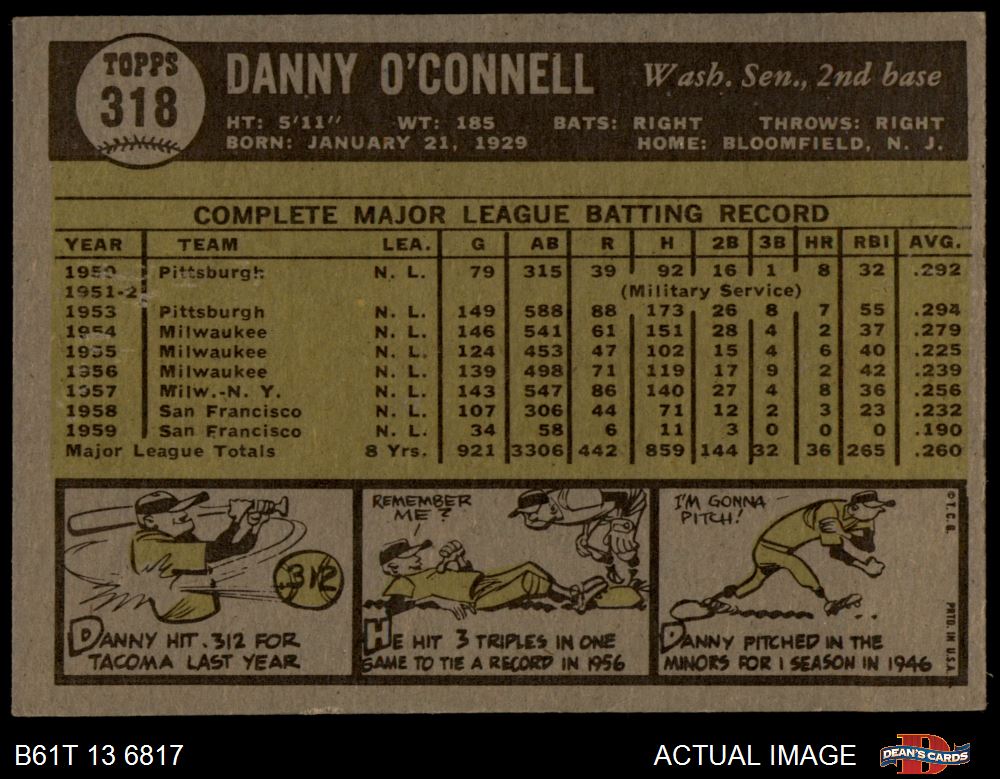 TOPPS
318
DANNY O'CONNELL Wash. Sen., 2nd base
HT: 5'11" WT: 185 BATS: RIGHT THROWS: RIGHT
BORN: JANUARY 21, 1929 HOME: BLOOMFIELD, N. J.
COMPLETE MAJOR LEAGUE BATTING RECORD
YEAR TEAM LEA. G AB R H 2B 3B HR RBI AVG.
1950 Pittsburgh N. L. 79 315 39 92 16 1 8 32 .292
1951-2 (Military Service)
1953 Pittsburgh N. L. 149 588 88 173 26 8 7 55 .294
1954 Milwaukee N. L. 146 541 61 151 28 4 2 37 .279
1955 Milwaukee N. L. 124 453 47 102 15 4 6 40 .225
1956 Milwaukee N. L. 139 498 71 119 17 9 2 42 .239
1957 Milw.-N. Y. N. L. 143 547 86 140 27 4 8 36 .256
1958 San Francisco N. L. 107 306 44 71 12 2 3 23 .232
1959 San Francisco N. L. 34 58 6 11 3 0 0 0 .190
Major League Totals 8 Yrs. 921 3306 442 859 144 32 36 265 .260
312
DANNY HIT .312 FOR
TACOMA LAST YEAR
REMEMBER
ME?
HE HIT 3 TRIPLES IN ONE
GAME TO TIE A RECORD IN 1956
I'M GONNA
PITCH!
DANNY PITCHED IN THE
MINORS FOR 1 SEASON IN 1946
© T.C.G. PRTD. IN U.S.A.
B61T 13 6817 ACTUAL IMAGE
DEAN'S CARDS